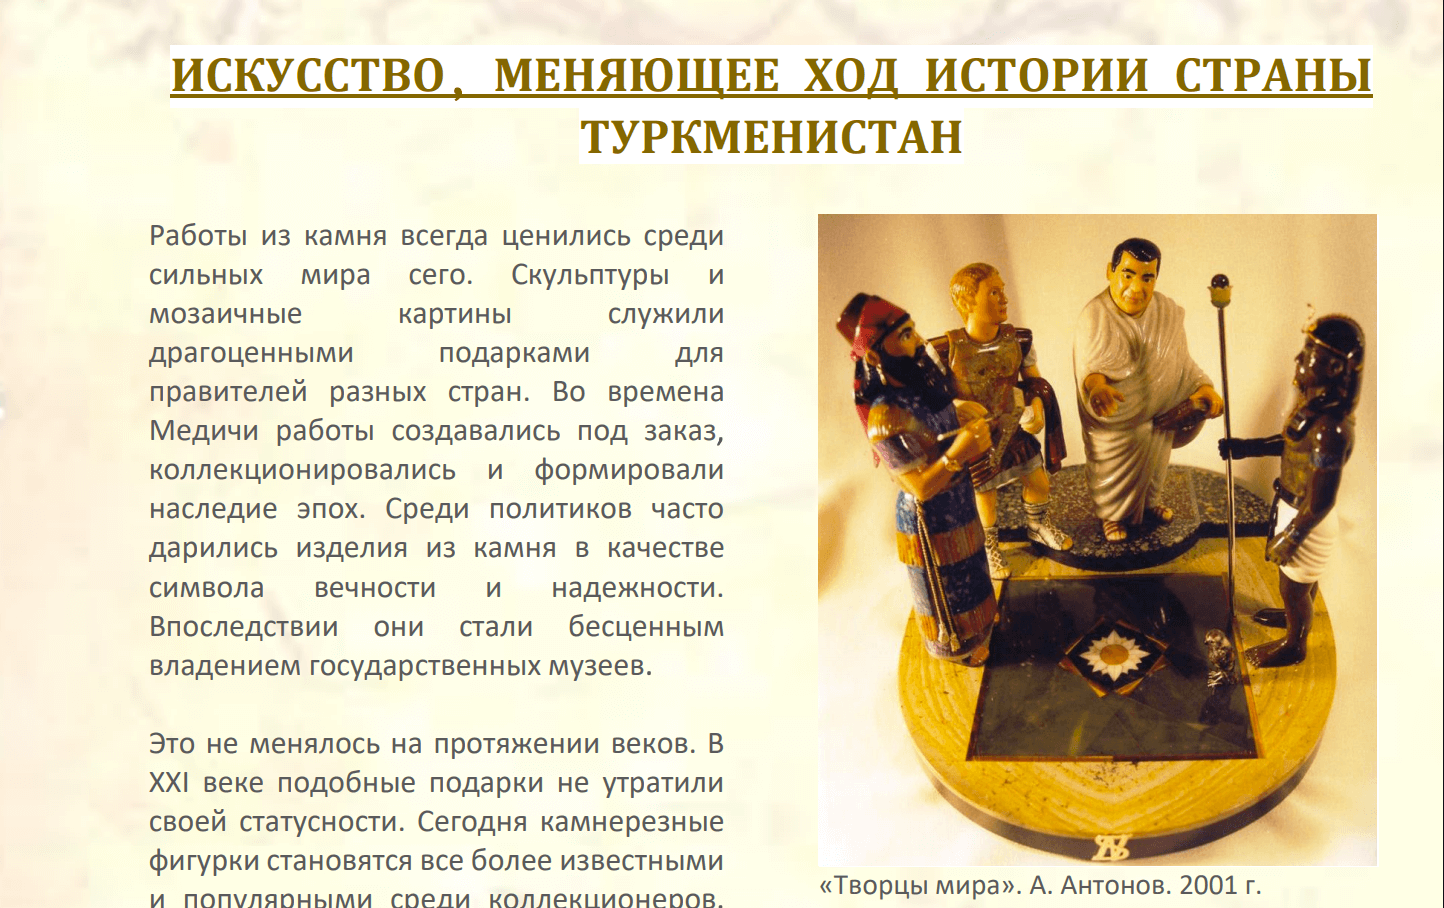 ИСКУССТВО, МЕНЯЮЩЕЕ ХОД ИСТОРИИ СТРАНЫ
ТУРКМЕНИСТАН
Работы из камня всегда ценились среди
сильных мира сего. Скульптуры и
мозаичные картины служили
драгоценными подарками для
правителей разных стран. Во времена
Медичи работы создавались под заказ,
коллекционировались и формировали
наследие эпох. Среди политиков часто
дарились изделия из камня в качестве
символа вечности и надежности.
Впоследствии они стали бесценным
владением государственных музеев.
Это не менялось на протяжении веков. В
XXI веке подобные подарки не утратили
своей статусности. Сегодня камнерезные
фигурки становятся все более известными
и популярными среди коллекционеров.
«Творцы мира». А. Антонов. 2001 г.